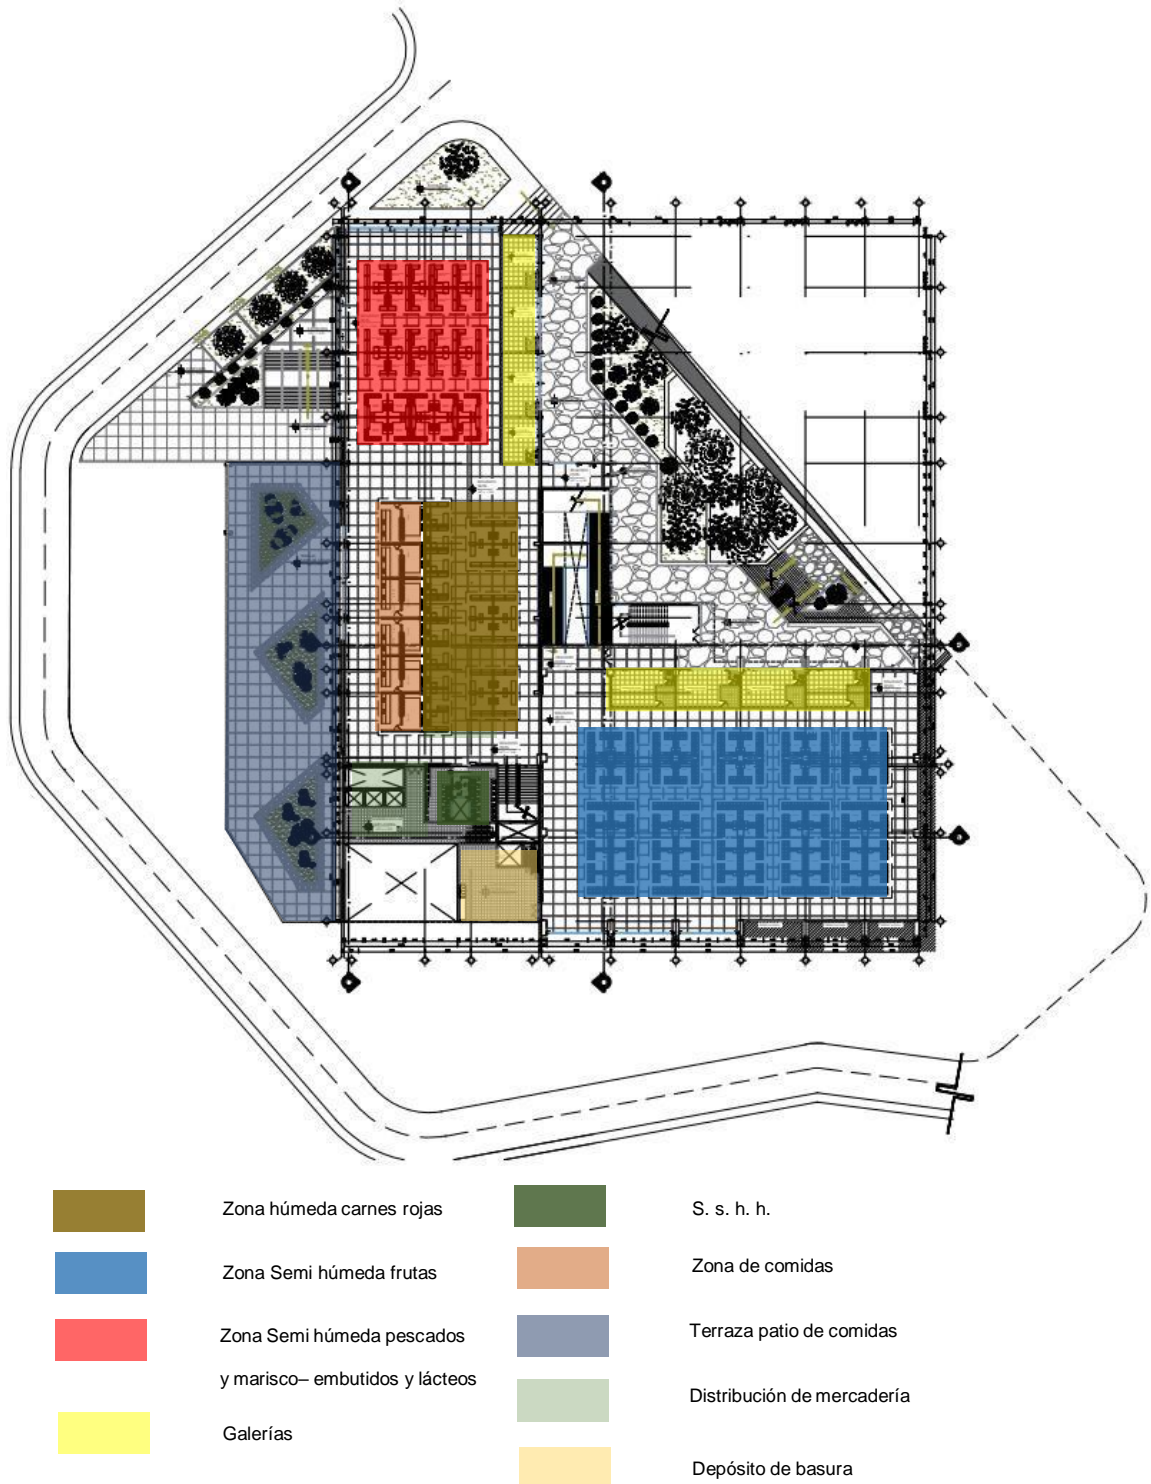 Zona húmeda carnes rojas
Zona Semi húmeda frutas
Zona Semi húmeda pescados
y marisco– embutidos y lácteos
Galerías
S. s. h. h.
Zona de comidas
Terraza patio de comidas
Distribución de mercadería
Depósito de basura